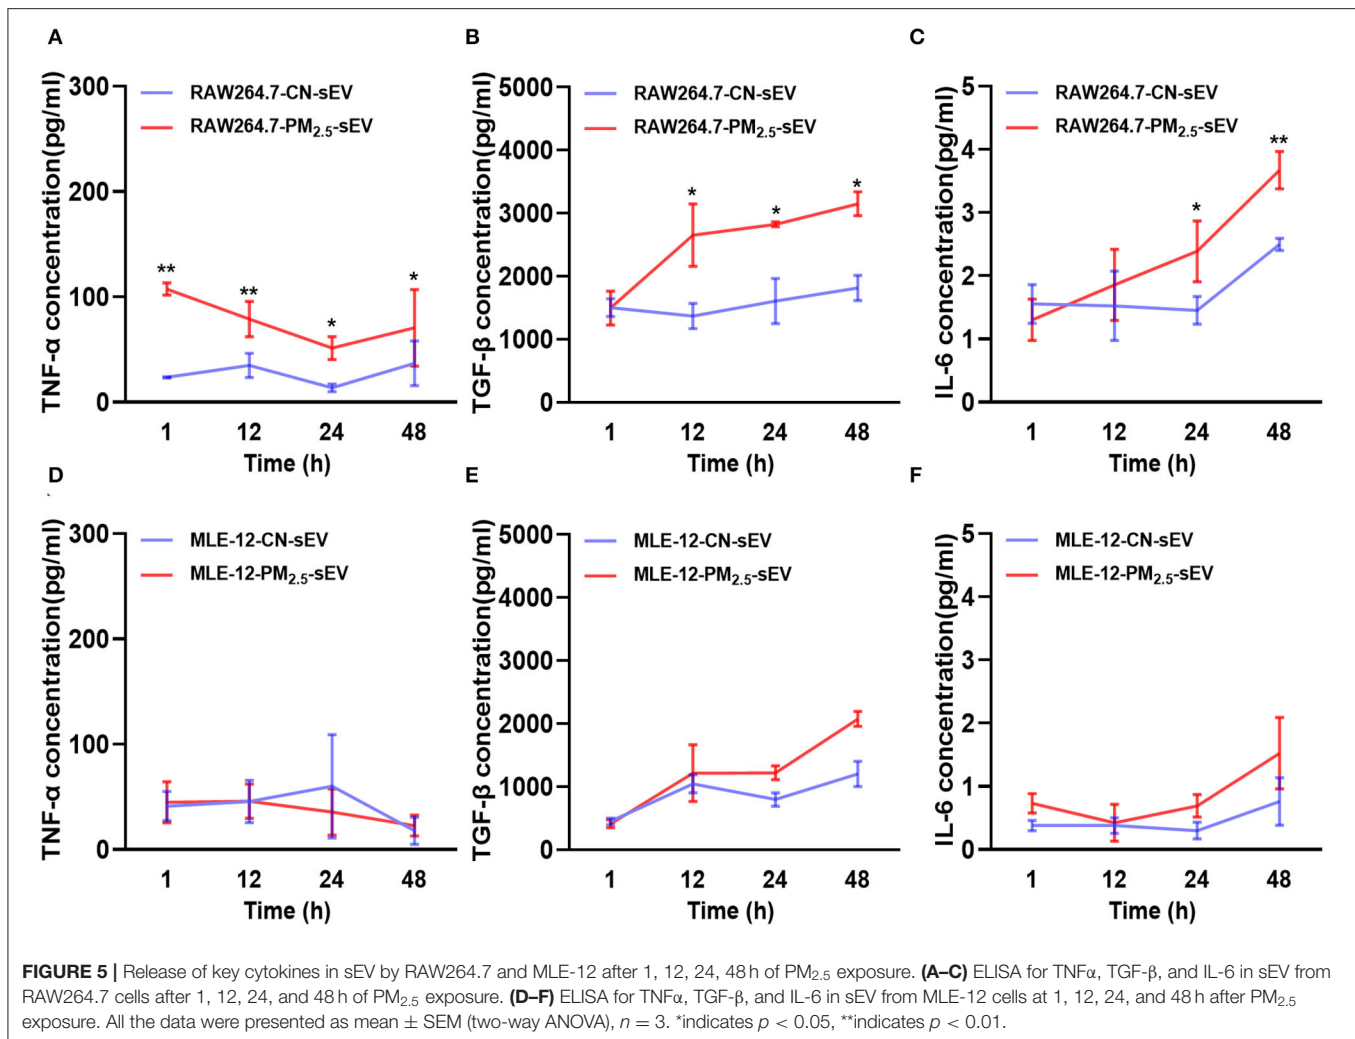 A
TNF-α concentration(pg/ml)
300
200
100
0
RAW264.7-CN-sEV
RAW264.7-PM2.5-sEV
**
**
*
*
1 12 24 48
Time (h)
B
TGF-β concentration(pg/ml)
5000
4000
3000
2000
1000
0
RAW264.7-CN-sEV
RAW264.7-PM2.5-sEV
*
*
*
1 12 24 48
Time (h)
C
IL-6 concentration(pg/ml)
5
4
3
2
1
0
RAW264.7-CN-sEV
RAW264.7-PM2.5-sEV
*
**
1 12 24 48
Time (h)
D
TNF-α concentration(pg/ml)
300
200
100
0
MLE-12-CN-sEV
MLE-12-PM2.5-sEV
1 12 24 48
Time (h)
E
TGF-β concentration(pg/ml)
5000
4000
3000
2000
1000
0
MLE-12-CN-sEV
MLE-12-PM2.5-sEV
1 12 24 48
Time (h)
F
IL-6 concentration(pg/ml)
5
4
3
2
1
0
MLE-12-CN-sEV
MLE-12-PM2.5-sEV
1 12 24 48
Time (h)
FIGURE 5 | Release of key cytokines in sEV by RAW264.7 and MLE-12 after 1, 12, 24, 48 h of PM2.5 exposure. (A–C) ELISA for TNFα, TGF-β, and IL-6 in sEV from
RAW264.7 cells after 1, 12, 24, and 48 h of PM2.5 exposure. (D–F) ELISA for TNFα, TGF-β, and IL-6 in sEV from MLE-12 cells at 1, 12, 24, and 48 h after PM2.5
exposure. All the data were presented as mean ± SEM (two-way ANOVA), n = 3. *indicates p < 0.05, **indicates p < 0.01.